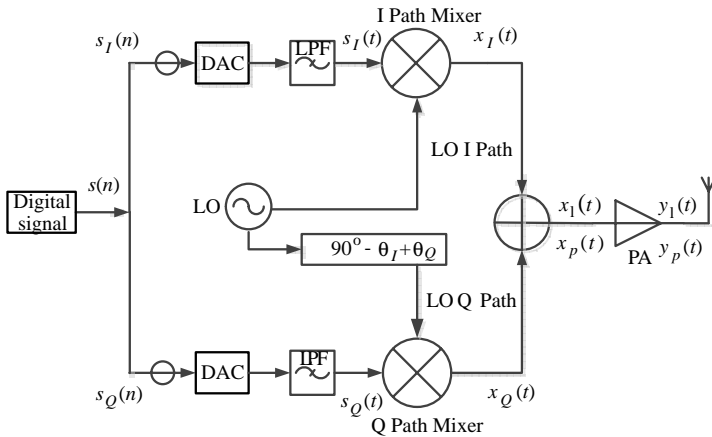 I Path Mixer
s_I(n)
DAC
LPF
s_I(t)
x_I(t)
LO I Path
s(n)
Digital
signal
LO
90° - θ_I+θ_Q
x_1(t)
x_p(t)
PA
y_1(t)
y_p(t)
LO Q Path
DAC
IPF
s_Q(n)
s_Q(t)
x_Q(t)
Q Path Mixer